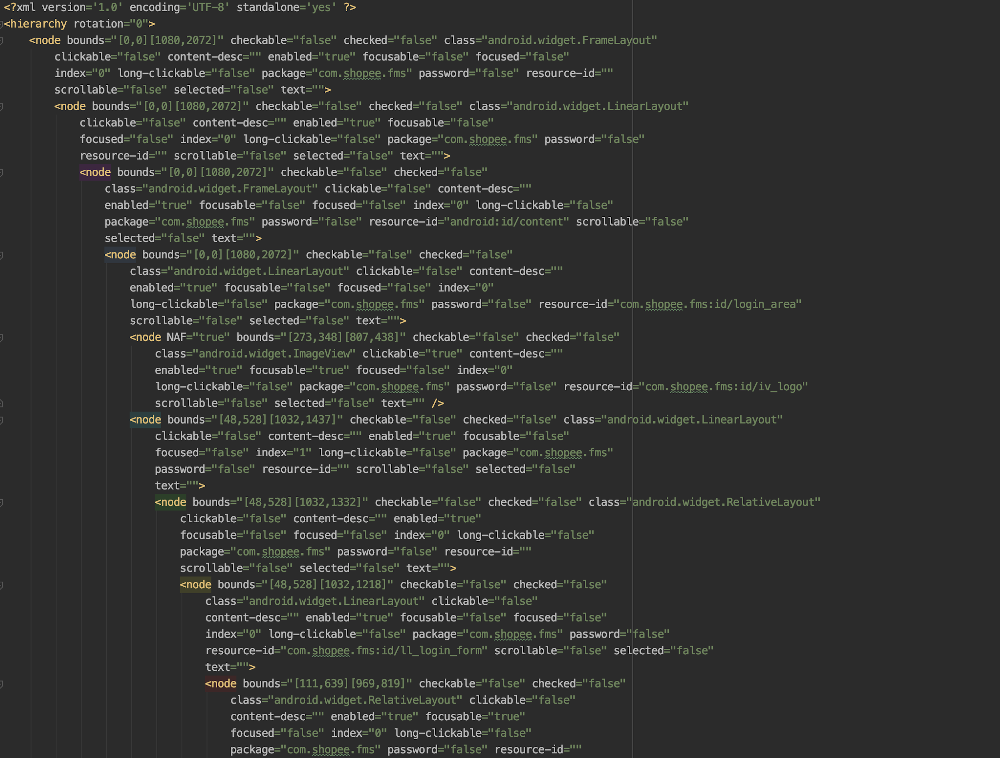 <?xml version='1.0' encoding='UTF-8' standalone='yes' ?>
<hierarchy rotation="0">
<node bounds="[0,0][1080,2072]" checkable="false" checked="false" class="android.widget.FrameLayout"
clickable="false" content-desc="" enabled="true" focusable="false" focused="false"
index="0" long-clickable="false" package="com.shopee.fms" password="false" resource-id=""
scrollable="false" selected="false" text="">
<node bounds="[0,0][1080,2072]" checkable="false" checked="false" class="android.widget.LinearLayout"
clickable="false" content-desc="" enabled="true" focusable="false"
focused="false" index="0" long-clickable="false" package="com.shopee.fms" password="false"
resource-id="" scrollable="false" selected="false" text="">
<node bounds="[0,0][1080,2072]" checkable="false" checked="false"
class="android.widget.FrameLayout" clickable="false" content-desc=""
enabled="true" focusable="false" focused="false" index="0" long-clickable="false"
package="com.shopee.fms" password="false" resource-id="android:id/content" scrollable="false"
selected="false" text="">
<node bounds="[0,0][1080,2072]" checkable="false" checked="false"
class="android.widget.LinearLayout" clickable="false" content-desc=""
enabled="true" focusable="false" focused="false" index="0"
long-clickable="false" package="com.shopee.fms" password="false" resource-id="com.shopee.fms:id/login_area"
scrollable="false" selected="false" text="">
<node NAF="true" bounds="[273,348][807,438]" checkable="false" checked="false"
class="android.widget.ImageView" clickable="true" content-desc=""
enabled="true" focusable="true" focused="false" index="0"
long-clickable="false" package="com.shopee.fms" password="false" resource-id="com.shopee.fms:id/iv_logo"
scrollable="false" selected="false" text="" />
<node bounds="[48,528][1032,1437]" checkable="false" checked="false" class="android.widget.LinearLayout"
clickable="false" content-desc="" enabled="true" focusable="false"
focused="false" index="1" long-clickable="false" package="com.shopee.fms"
password="false" resource-id="" scrollable="false" selected="false"
text="">
<node bounds="[48,528][1032,1332]" checkable="false" checked="false" class="android.widget.RelativeLayout"
clickable="false" content-desc="" enabled="true"
focusable="false" focused="false" index="0" long-clickable="false"
package="com.shopee.fms" password="false" resource-id=""
scrollable="false" selected="false" text="">
<node bounds="[48,528][1032,1218]" checkable="false" checked="false"
class="android.widget.LinearLayout" clickable="false"
content-desc="" enabled="true" focusable="false" focused="false"
index="0" long-clickable="false" package="com.shopee.fms" password="false"
resource-id="com.shopee.fms:id/ll_login_form" scrollable="false" selected="false"
text="">
<node bounds="[111,639][969,819]" checkable="false" checked="false"
class="android.widget.RelativeLayout" clickable="false"
content-desc="" enabled="true" focusable="true"
focused="false" index="0" long-clickable="false"
package="com.shopee.fms" password="false" resource-id=""